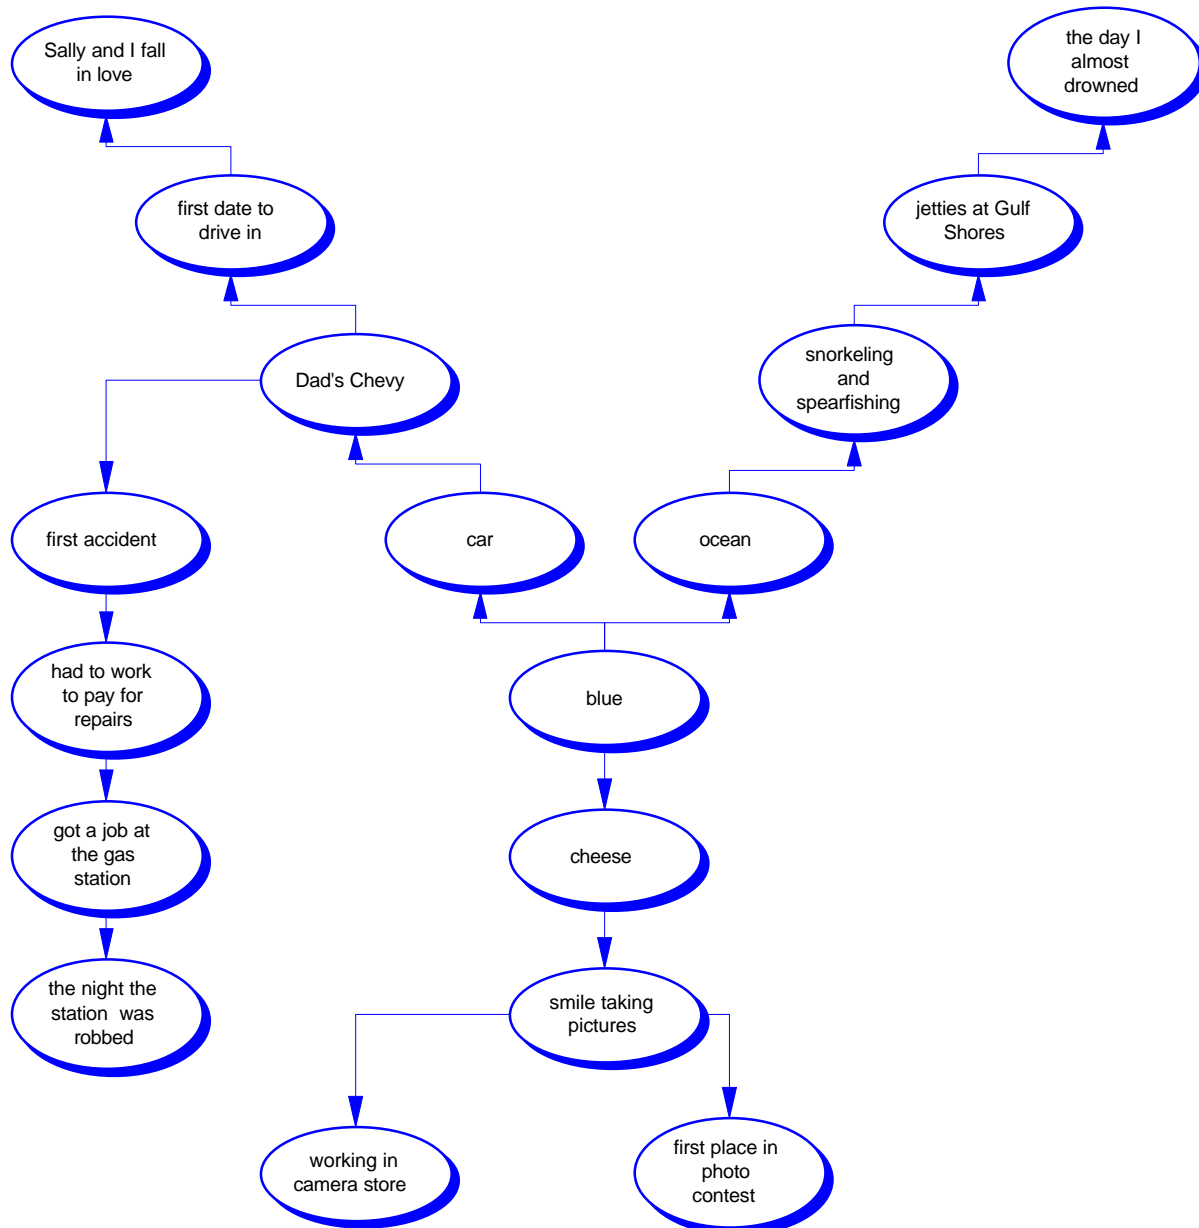 Sally and I fall
in love
the day I
almost
drowned
first date to
drive in
jetties at Gulf
Shores
Dad's Chevy
snorkeling
and
spearfishing
first accident
car
ocean
had to work
to pay for
repairs
blue
got a job at
the gas
station
cheese
the night the
station  was
robbed
smile taking
pictures
working in
camera store
first place in
photo
contest